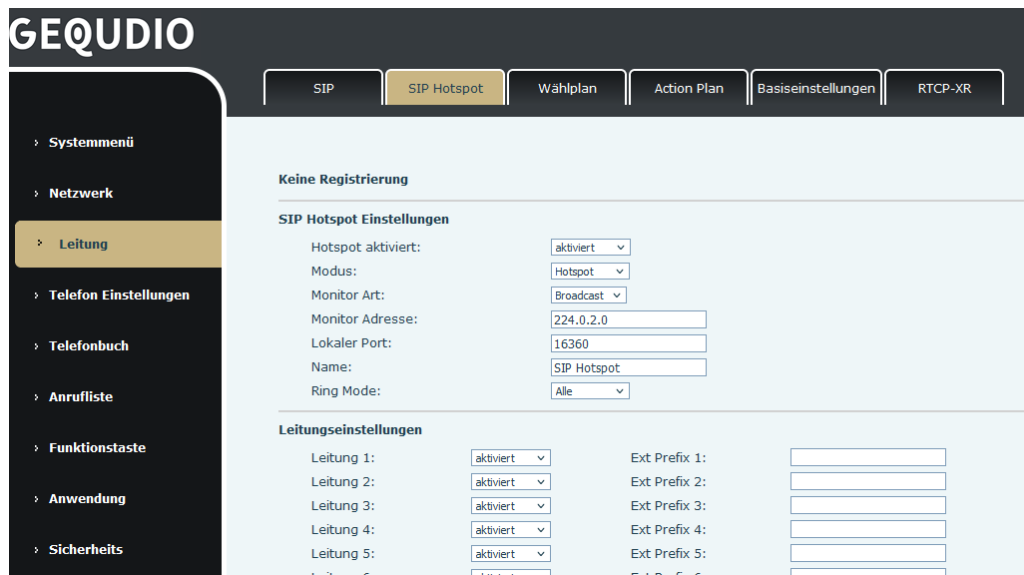 GEQUDIO
SIP SIP Hotspot Wählplan Action Plan Basiseinstellungen RTCP-XR
Systemmenü
Netzwerk
Leitung
Telefon Einstellungen
Telefonbuch
Anrufliste
Funktionstaste
Anwendung
Sicherheits
Keine Registrierung
SIP Hotspot Einstellungen
Hotspot aktiviert: aktiviert
Modus: Hotspot
Monitor Art: Broadcast
Monitor Adresse: 224.0.2.0
Lokaler Port: 16360
Name: SIP Hotspot
Ring Mode: Alle
Leitungseinstellungen
Leitung 1: aktiviert Ext Prefix 1:
Leitung 2: aktiviert Ext Prefix 2:
Leitung 3: aktiviert Ext Prefix 3:
Leitung 4: aktiviert Ext Prefix 4:
Leitung 5: aktiviert Ext Prefix 5: